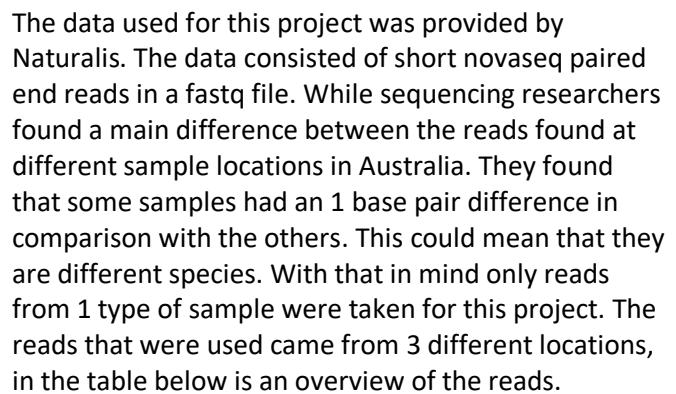 The data used for this project was provided by
Naturalis. The data consisted of short novaseq paired
end reads in a fastq file. While sequencing researchers
found a main difference between the reads found at
different sample locations in Australia. They found
that some samples had an 1 base pair difference in
comparison with the others. This could mean that they
are different species. With that in mind only reads
from 1 type of sample were taken for this project. The
reads that were used came from 3 different locations,
in the table below is an overview of the reads.